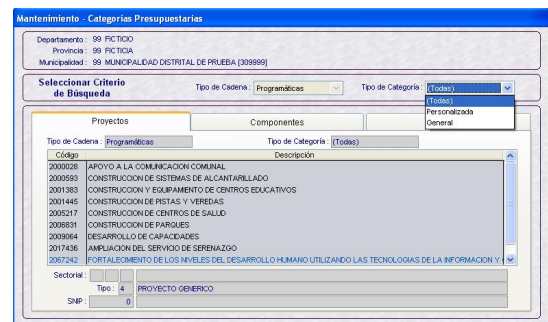 Mantenimiento - Categorias Presupuestarias
Departamento : 99 FICTICIO
Provincia : 99 FICTICIA
Municipalidad : 99 MUNICIPALIDAD DISTRITAL DE PRUEBA [309999]
Seleccionar Criterio de Búsqueda
Tipo de Cadena : Programáticas Tipo de Categoría : (Todas)
(Todas)
Personalizada
General
Proyectos Componentes
Tipo de Cadena : Programáticas Tipo de Categoría : (Todas)
Código Descripción
2000028 APOYO A LA COMUNICACION COMUNAL
2000593 CONSTRUCCION DE SISTEMAS DE ALCANTARILLADO
2001383 CONSTRUCCION Y EQUIPAMIENTO DE CENTROS EDUCATIVOS
2001445 CONSTRUCCION DE PISTAS Y VEREDAS
2005217 CONSTRUCCION DE CENTROS DE SALUD
2006831 CONSTRUCCION DE PARQUES
2009064 DESARROLLO DE CAPACIDADES
2017436 AMPLIACION DEL SERVICIO DE SERENAZGO
2067242 FORTALECIMIENTO DE LOS NIVELES DEL DESARROLLO HUMANO UTILIZANDO LAS TECNOLOGIAS DE LA INFORMACION Y
Sectorial :
Tipo : 4 PROYECTO GENERICO
SNIP : 0